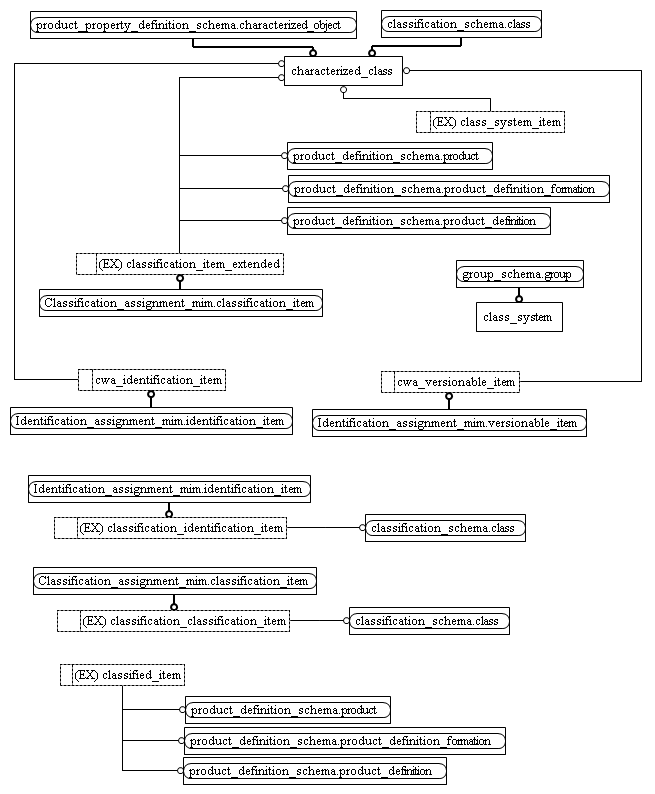 product_property_definition_schema.characterized_object
classification_schema.class
characterized_class
(EX) class_system_item
product_definition_schema.product
product_definition_schema.product_definition_formation
product_definition_schema.product_definition
(EX) classification_item_extended
group_schema.group
Classification_assignment_mim.classification_item
class_system
cwa_identification_item
cwa_versionable_item
Identification_assignment_mim.identification_item
Identification_assignment_mim.versionable_item
Identification_assignment_mim.identification_item
(EX) classification_identification_item
classification_schema.class
Classification_assignment_mim.classification_item
(EX) classification_classification_item
classification_schema.class
(EX) classified_item
product_definition_schema.product
product_definition_schema.product_definition_formation
product_definition_schema.product_definition